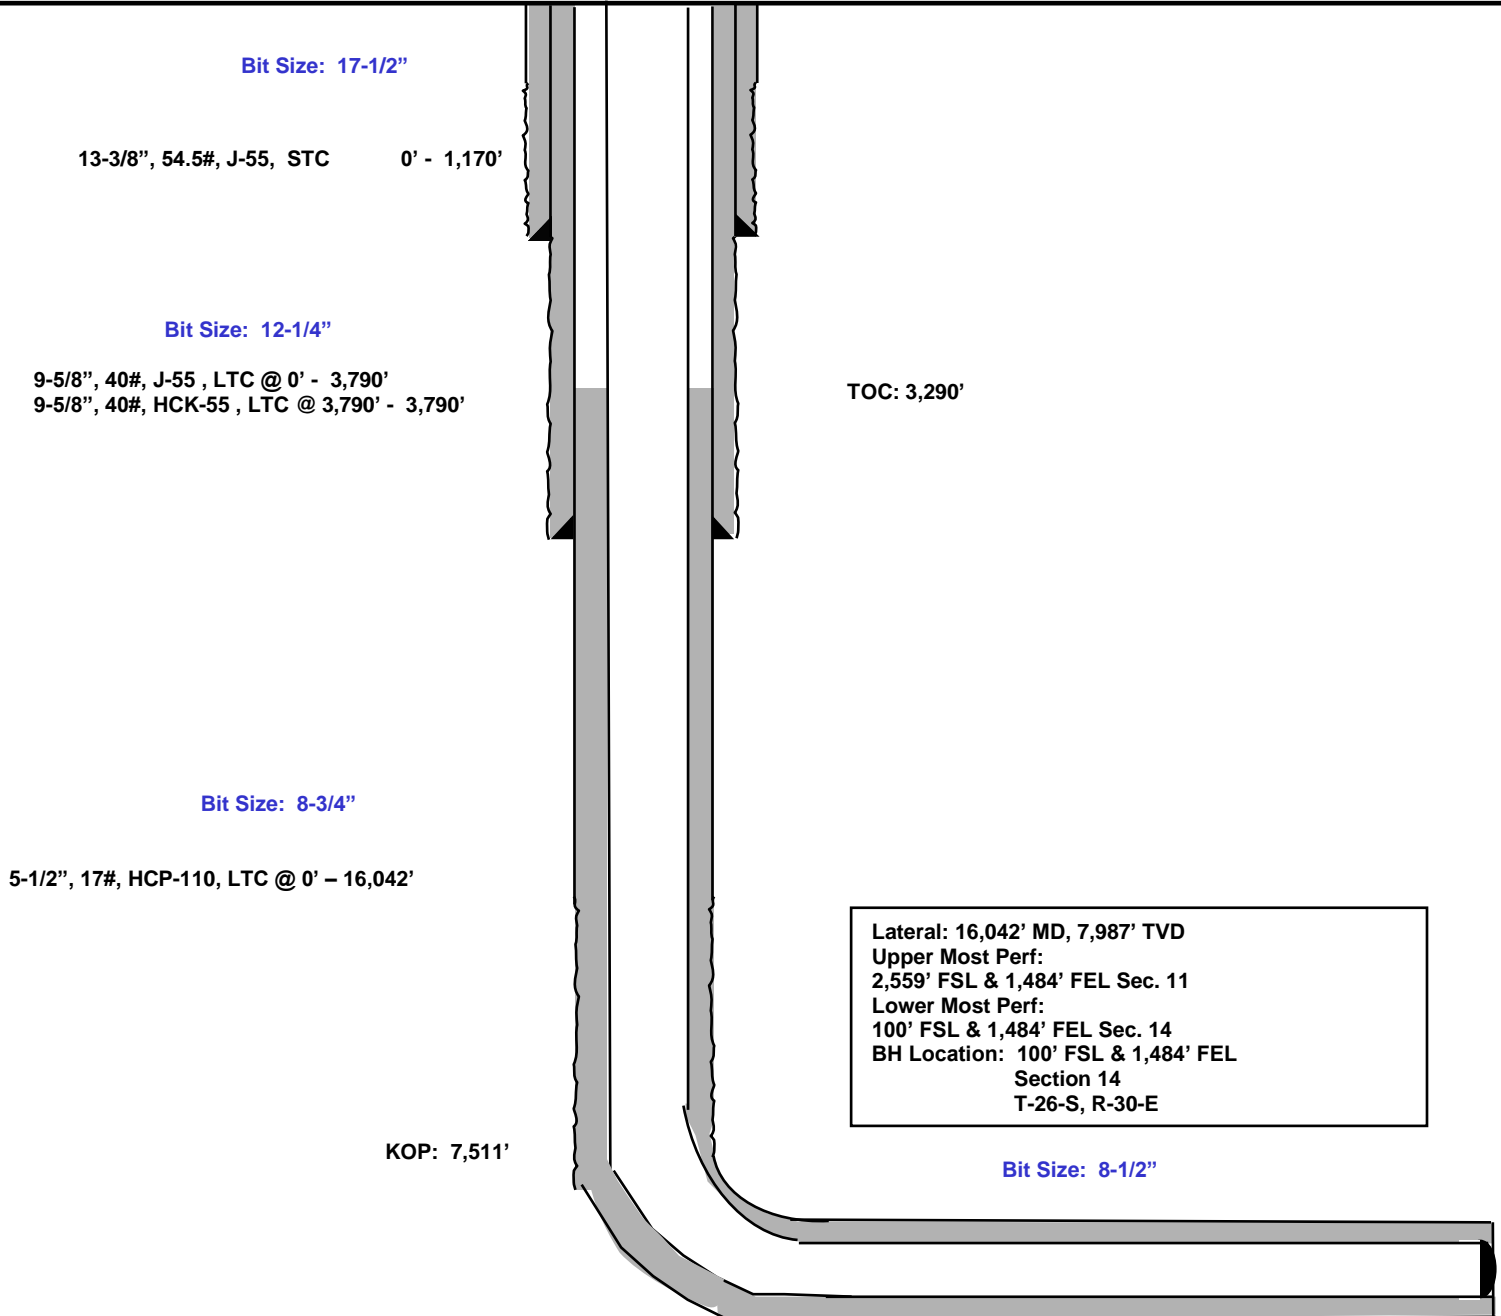 Bit Size:  17-1/2”
13-3/8”, 54.5#, J-55,  STC    0’ -  1,170’
Bit Size:  12-1/4”
9-5/8”, 40#, J-55 , LTC @ 0’ -  3,790’
9-5/8”, 40#, HCK-55 , LTC @ 3,790’ -  3,790’
TOC: 3,290’
Bit Size:  8-3/4”
5-1/2”, 17#, HCP-110, LTC @ 0’ – 16,042’
Lateral: 16,042’ MD, 7,987’ TVD
Upper Most Perf:
2,559’ FSL & 1,484’ FEL Sec. 11
Lower Most Perf:
100’ FSL & 1,484’ FEL Sec. 14
BH Location:  100’ FSL & 1,484’ FEL
Section 14
T-26-S, R-30-E
KOP:  7,511’
Bit Size:  8-1/2”